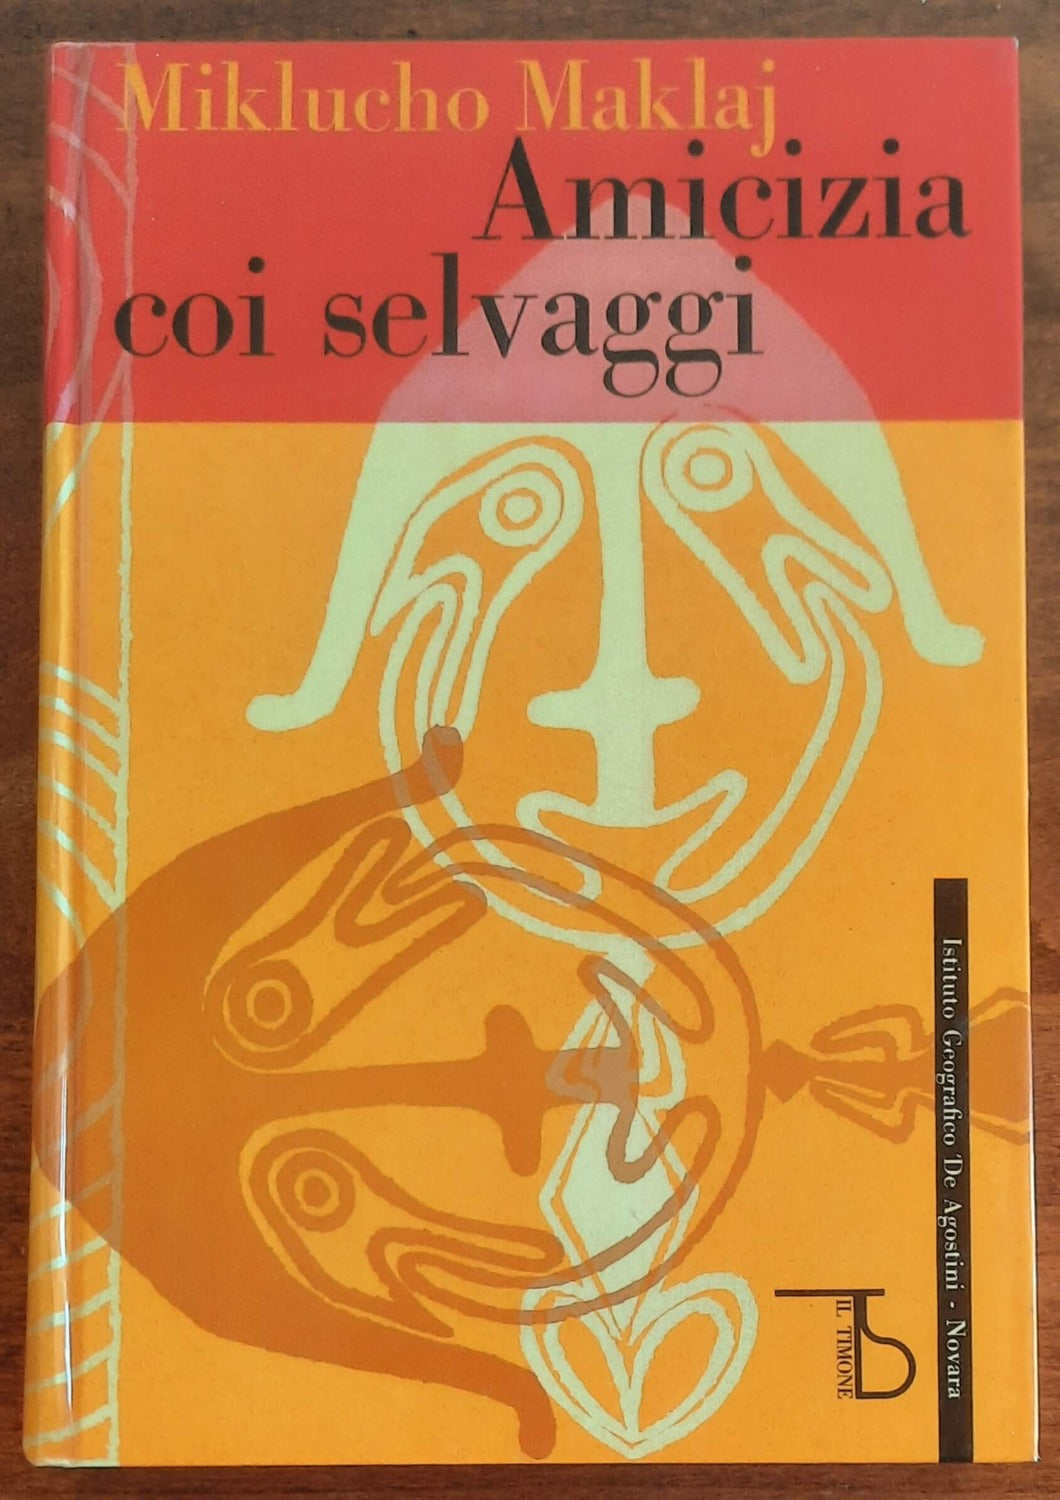 Miklucho Maklaj
Amicizia
coi selvaggi
Istituto Geografico De Agostini - Novara
IL TIMONE